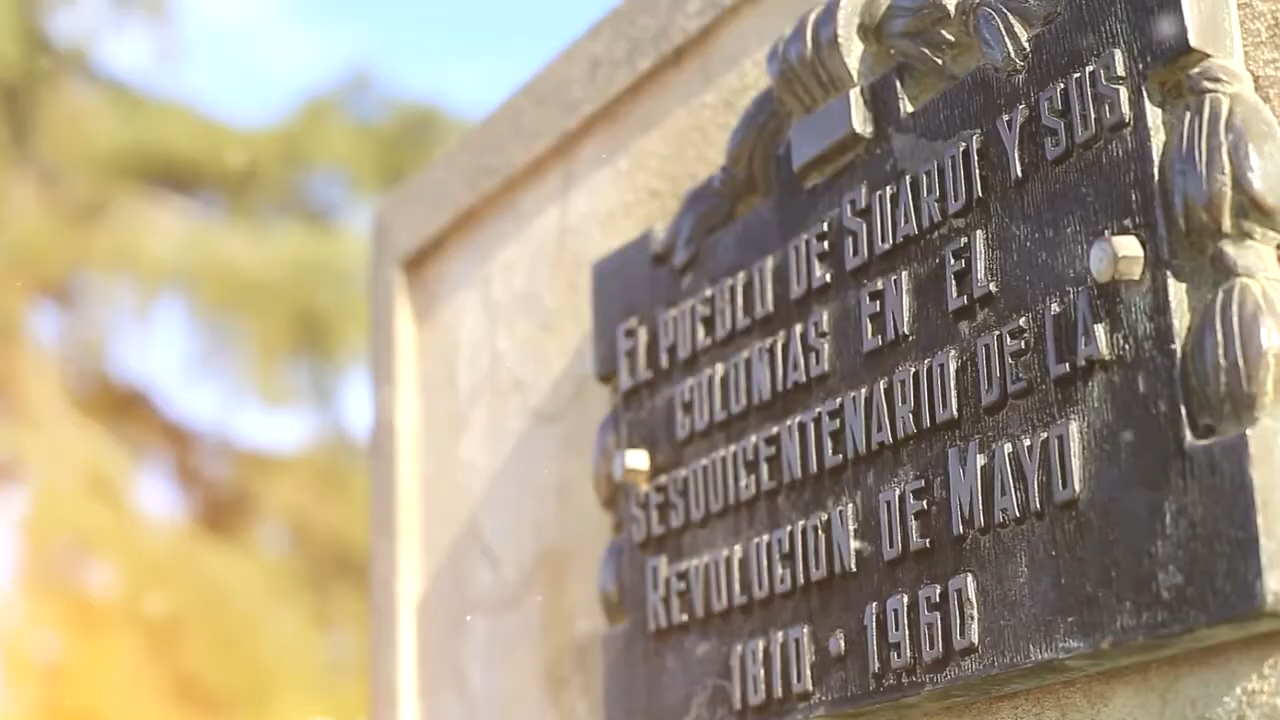 El pueblo de Suardi y sus
colonias en el
sesquicentenario de la
Revolucion de Mayo
1810 · 1960